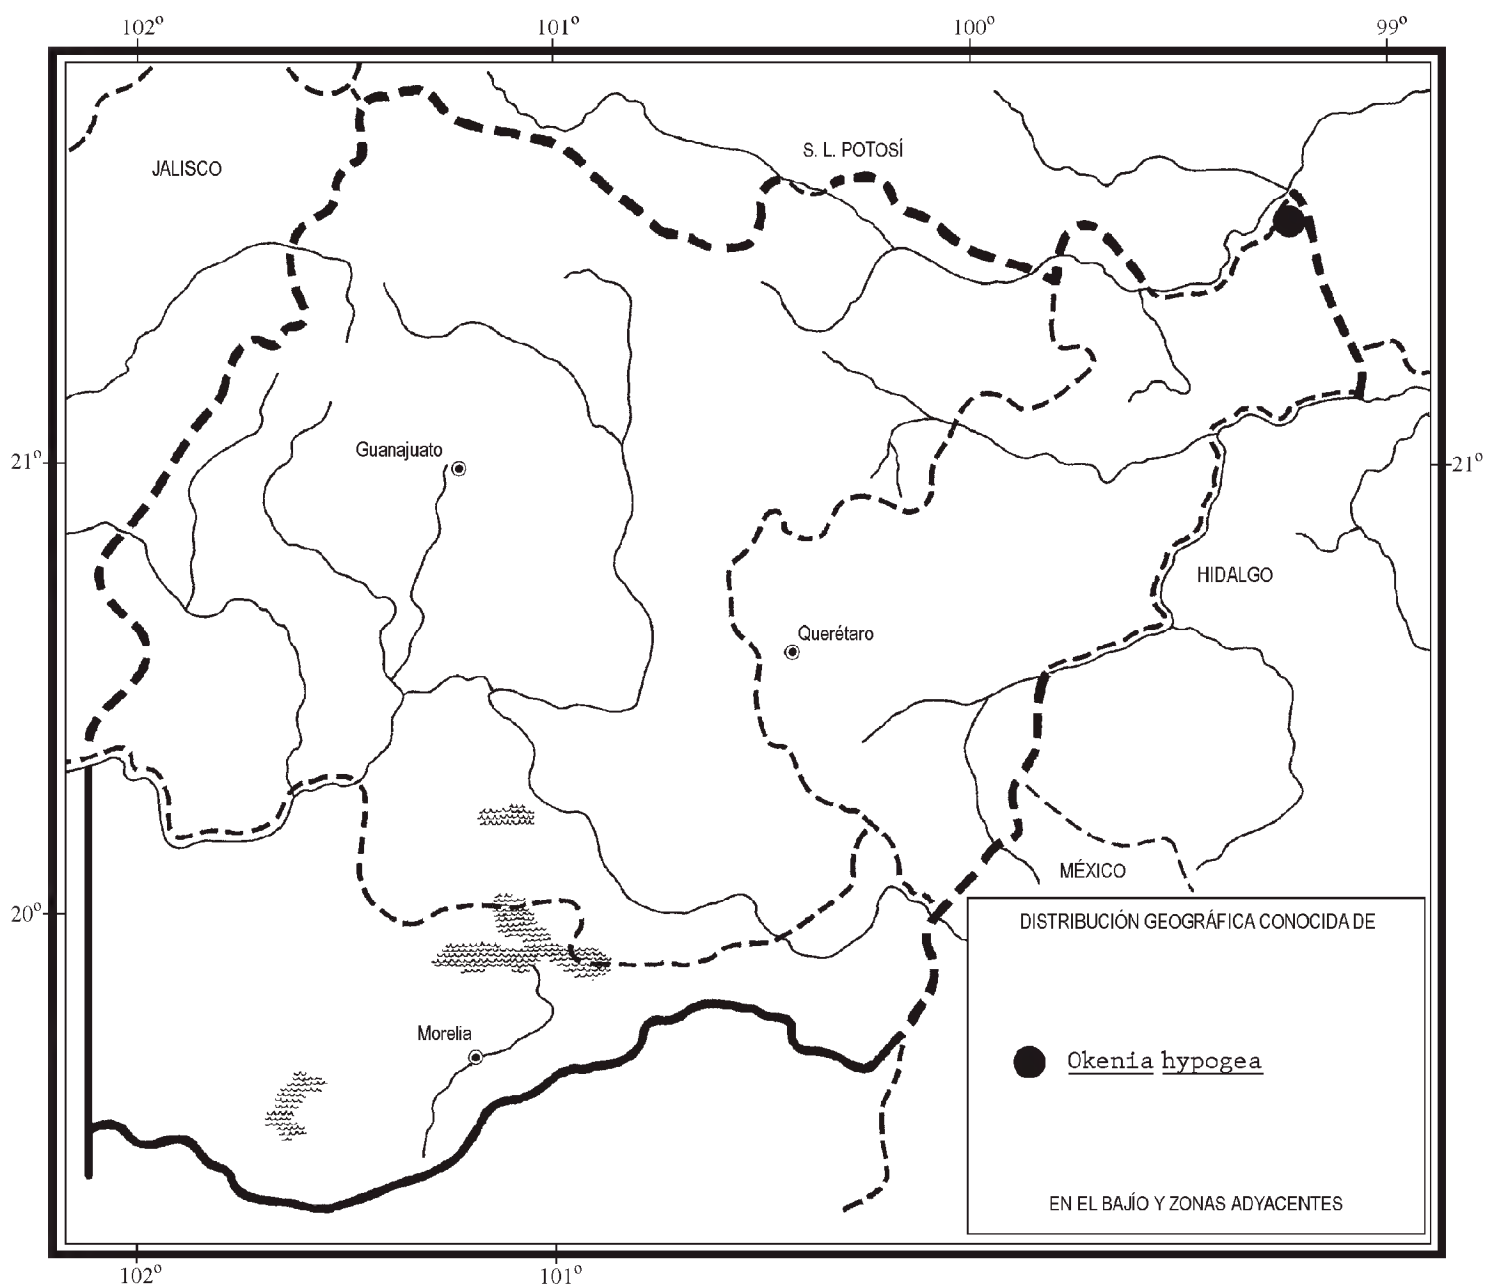 102º 101º 100º 99º
JALISCO
S. L. POTOSÍ
Guanajuato
21º
21º
HIDALGO
Querétaro
MÉXICO
20º
DISTRIBUCIÓN GEOGRÁFICA CONOCIDA DE
Morelia
Okenia hypogea
EN EL BAJÍO Y ZONAS ADYACENTES
102º 101º